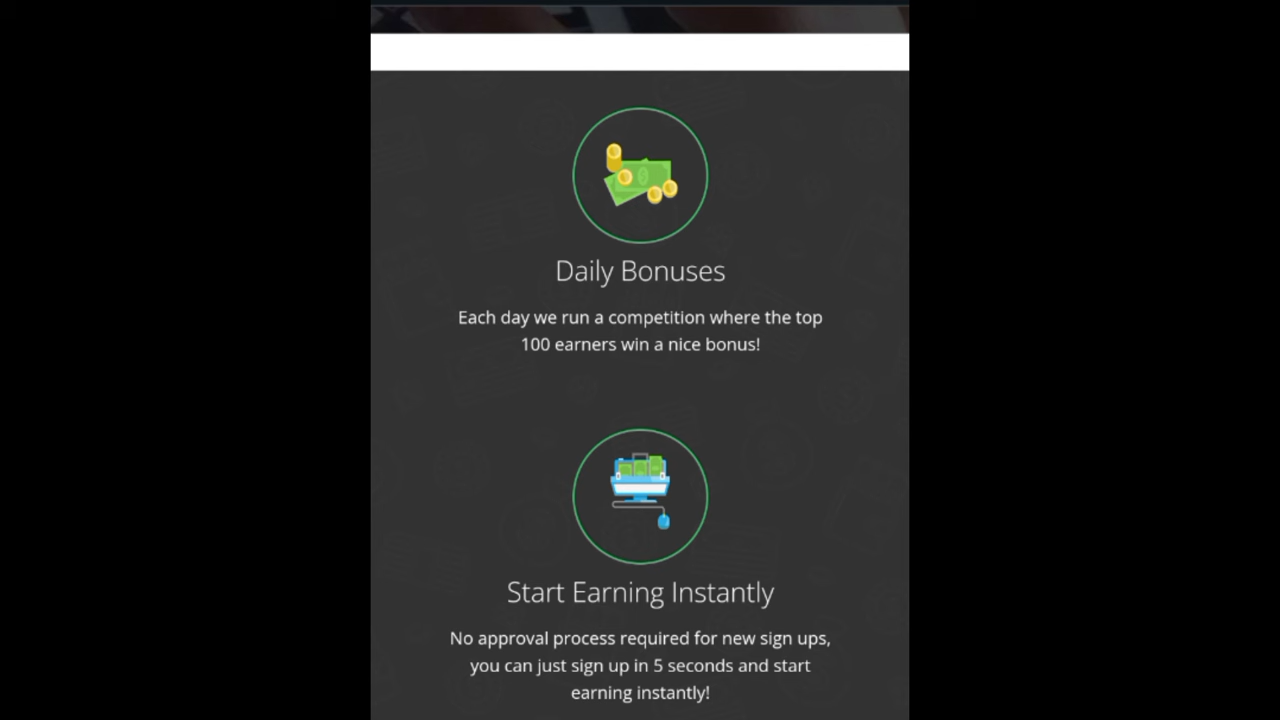 Daily Bonuses
Each day we run a competition where the top
100 earners win a nice bonus!
Start Earning Instantly
No approval process required for new sign ups,
you can just sign up in 5 seconds and start
earning instantly!